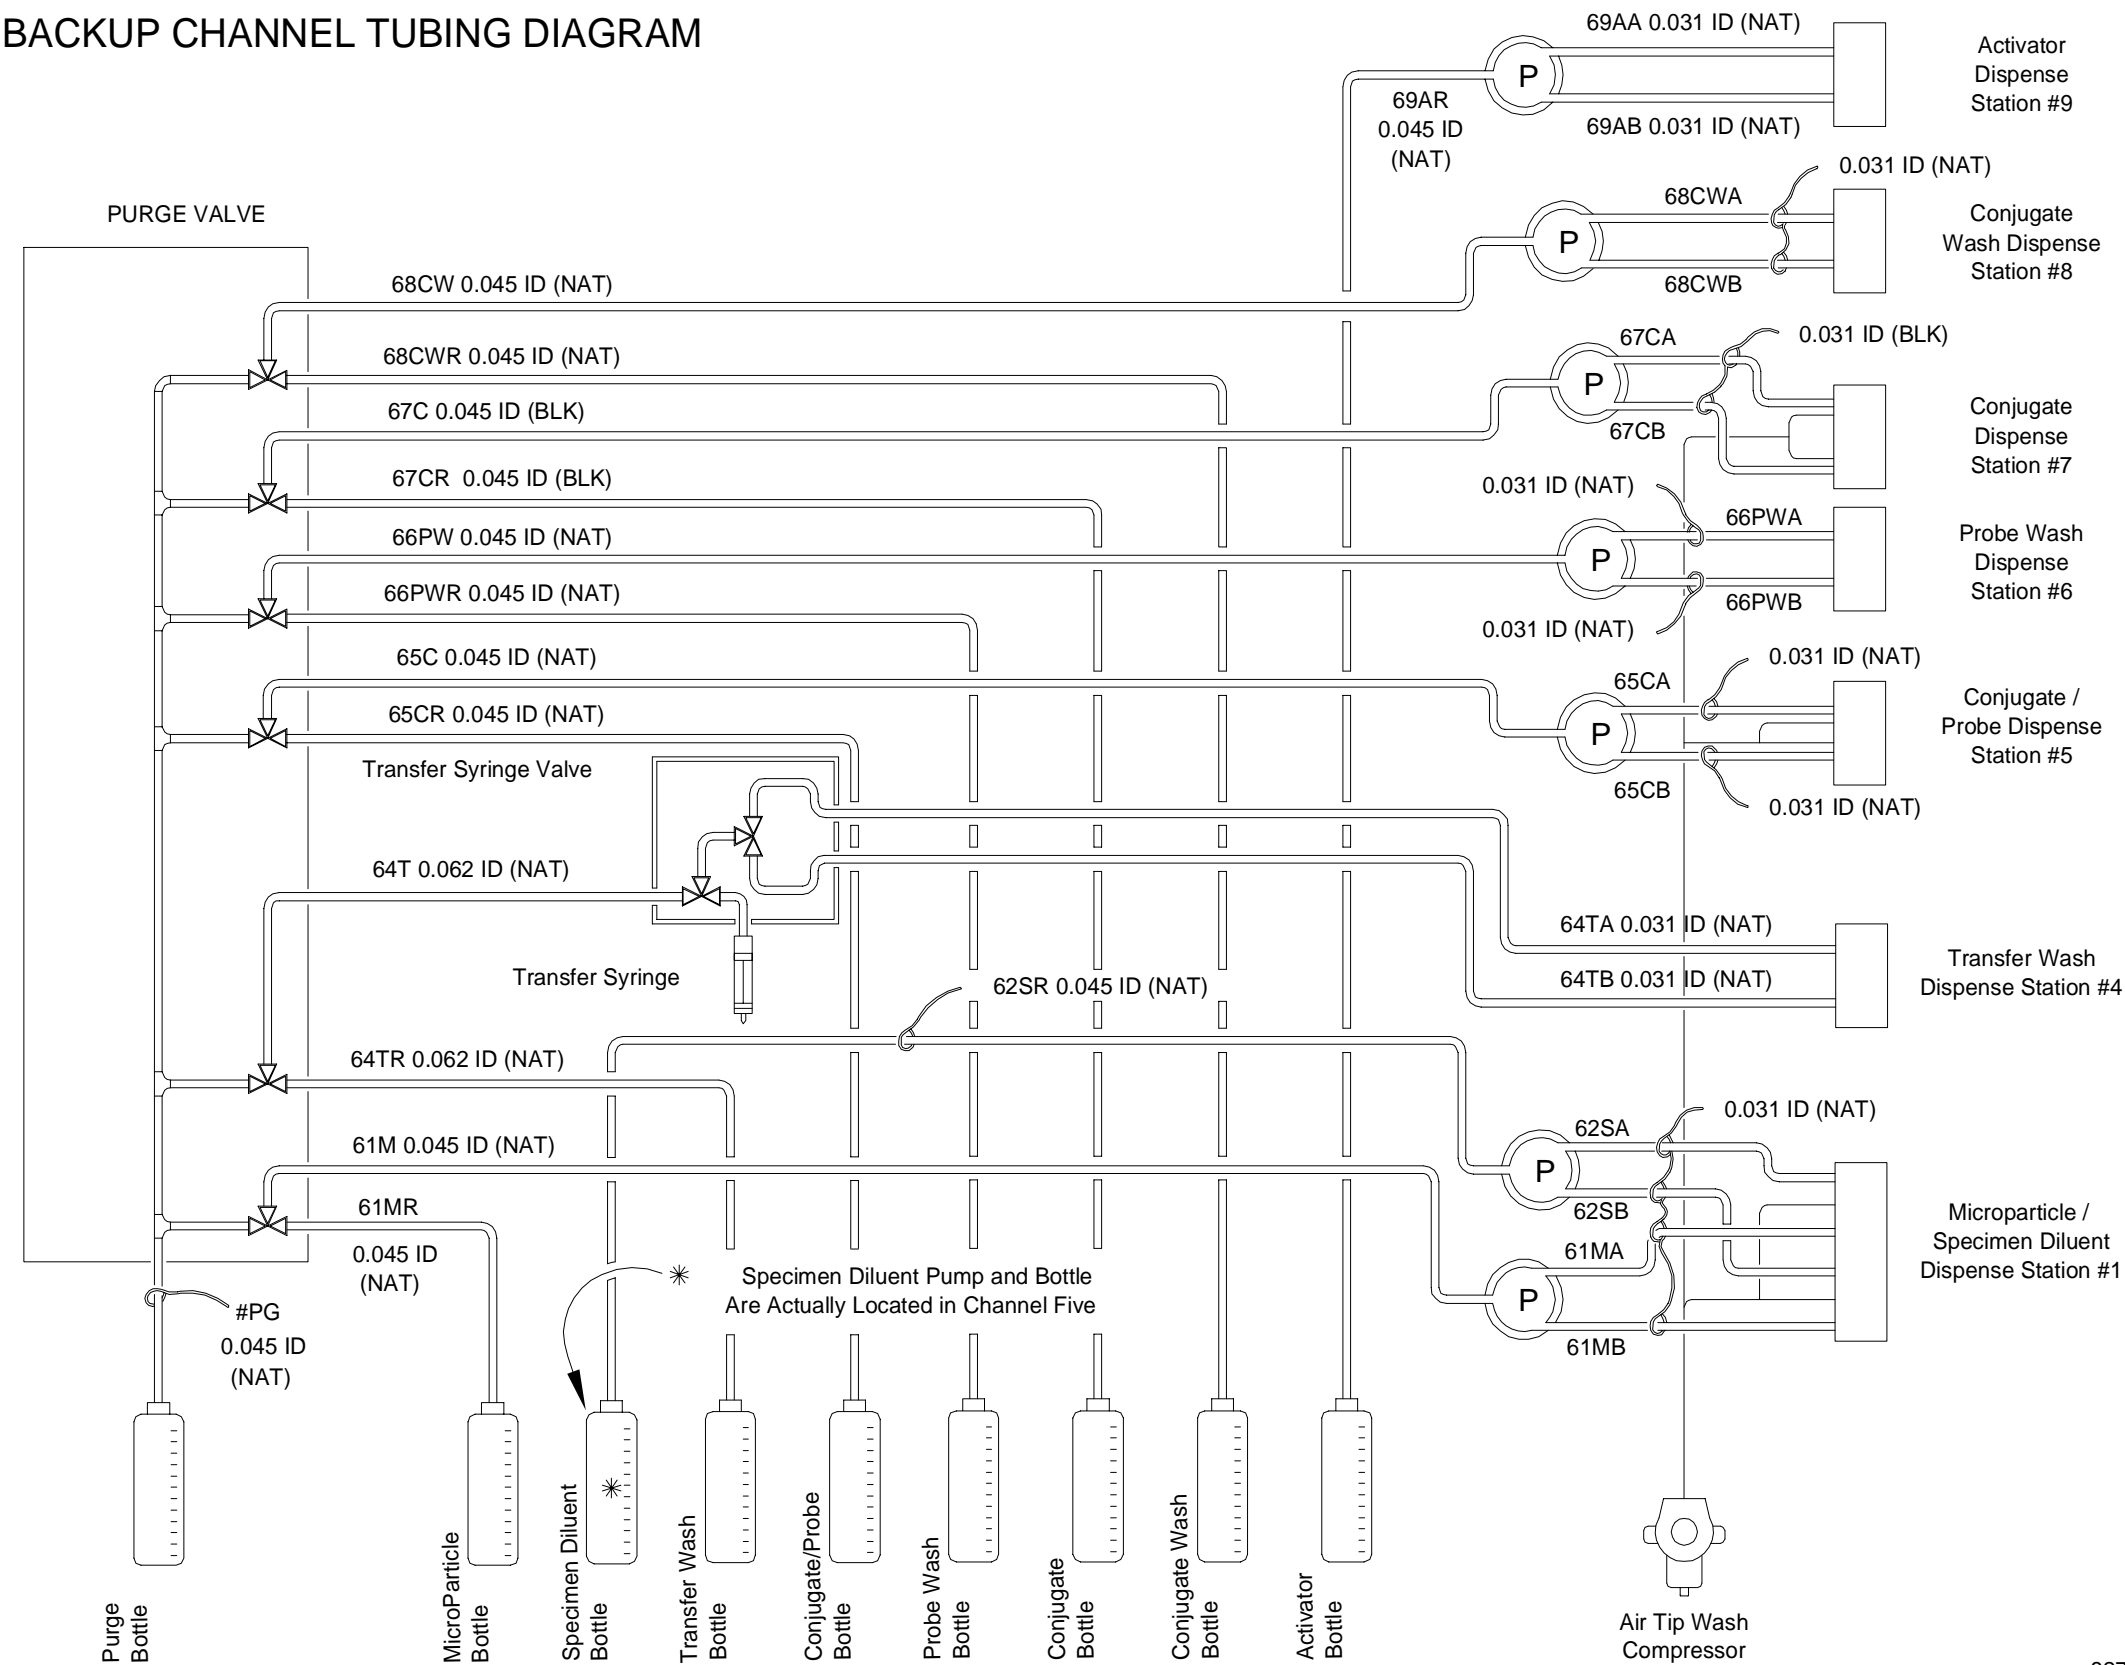 BACKUP CHANNEL TUBING DIAGRAM
69AA 0.031 ID (NAT)
Activator
Dispense
Station #9
P
69AR
0.045 ID
(NAT)
69AB 0.031 ID (NAT)
0.031 ID (NAT)
PURGE VALVE
68CWA
Conjugate
Wash Dispense
Station #8
P
68CWB
68CW 0.045 ID (NAT)
67CA
0.031 ID (BLK)
68CWR 0.045 ID (NAT)
P
67C 0.045 ID (BLK)
67CB
Conjugate
Dispense
Station #7
67CR  0.045 ID (BLK)
0.031 ID (NAT)
66PWA
66PW 0.045 ID (NAT)
P
Probe Wash
Dispense
Station #6
66PWR 0.045 ID (NAT)
66PWB
0.031 ID (NAT)
65C 0.045 ID (NAT)
0.031 ID (NAT)
65CA
65CR 0.045 ID (NAT)
P
Conjugate /
Probe Dispense
Station #5
Transfer Syringe Valve
65CB
0.031 ID (NAT)
64T 0.062 ID (NAT)
64TA 0.031 ID (NAT)
Transfer Syringe
64TB 0.031 ID (NAT)
Transfer Wash
Dispense Station #4
62SR 0.045 ID (NAT)
64TR 0.062 ID (NAT)
0.031 ID (NAT)
62SA
61M 0.045 ID (NAT)
P
62SB
61MR
0.045 ID
(NAT)
61MA
Microparticle /
Specimen Diluent
Dispense Station #1
Specimen Diluent Pump and Bottle
Are Actually Located in Channel Five
P
61MB
#PG
0.045 ID
(NAT)
Purge
Bottle
MicroParticle
Bottle
Specimen Diluent
Bottle
Transfer Wash
Bottle
Conjugate/Probe
Bottle
Probe Wash
Bottle
Conjugate
Bottle
Conjugate Wash
Bottle
Activator
Bottle
Air Tip Wash
Compressor